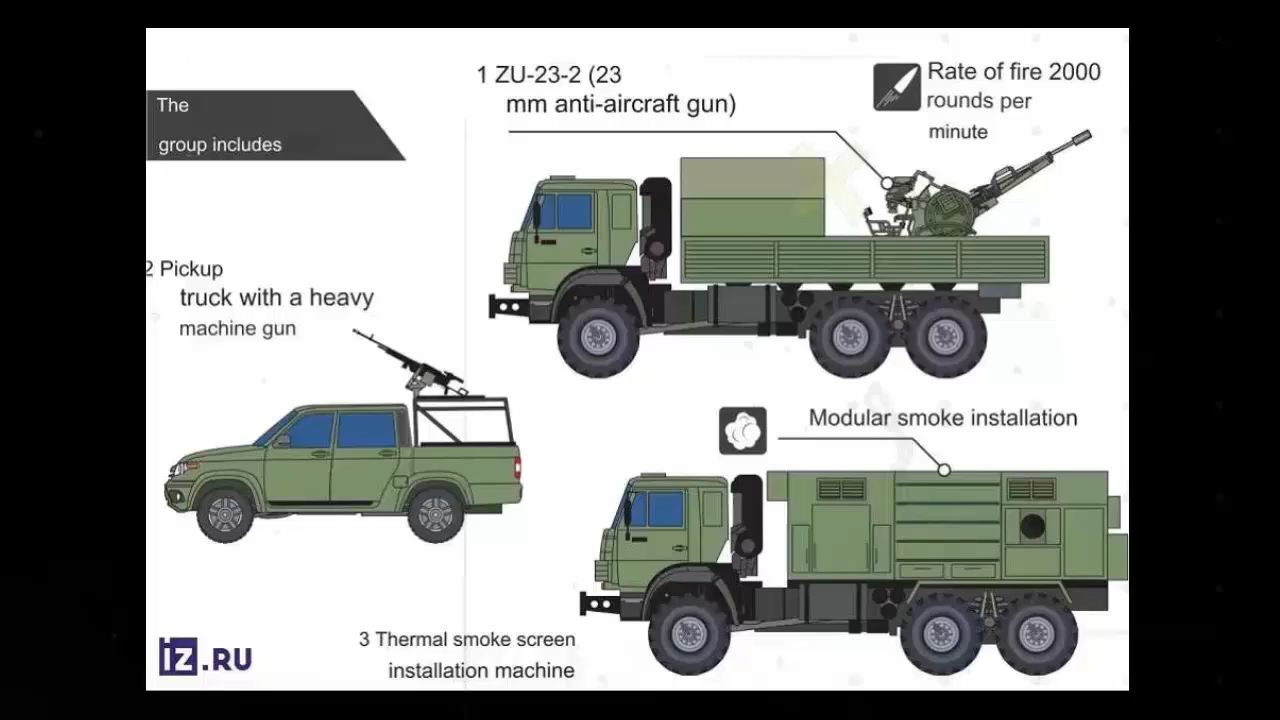 The
group includes
1 ZU-23-2 (23
mm anti-aircraft gun)
Rate of fire 2000
rounds per
minute
2 Pickup
truck with a heavy
machine gun
Modular smoke installation
3 Thermal smoke screen
installation machine
iZ.RU